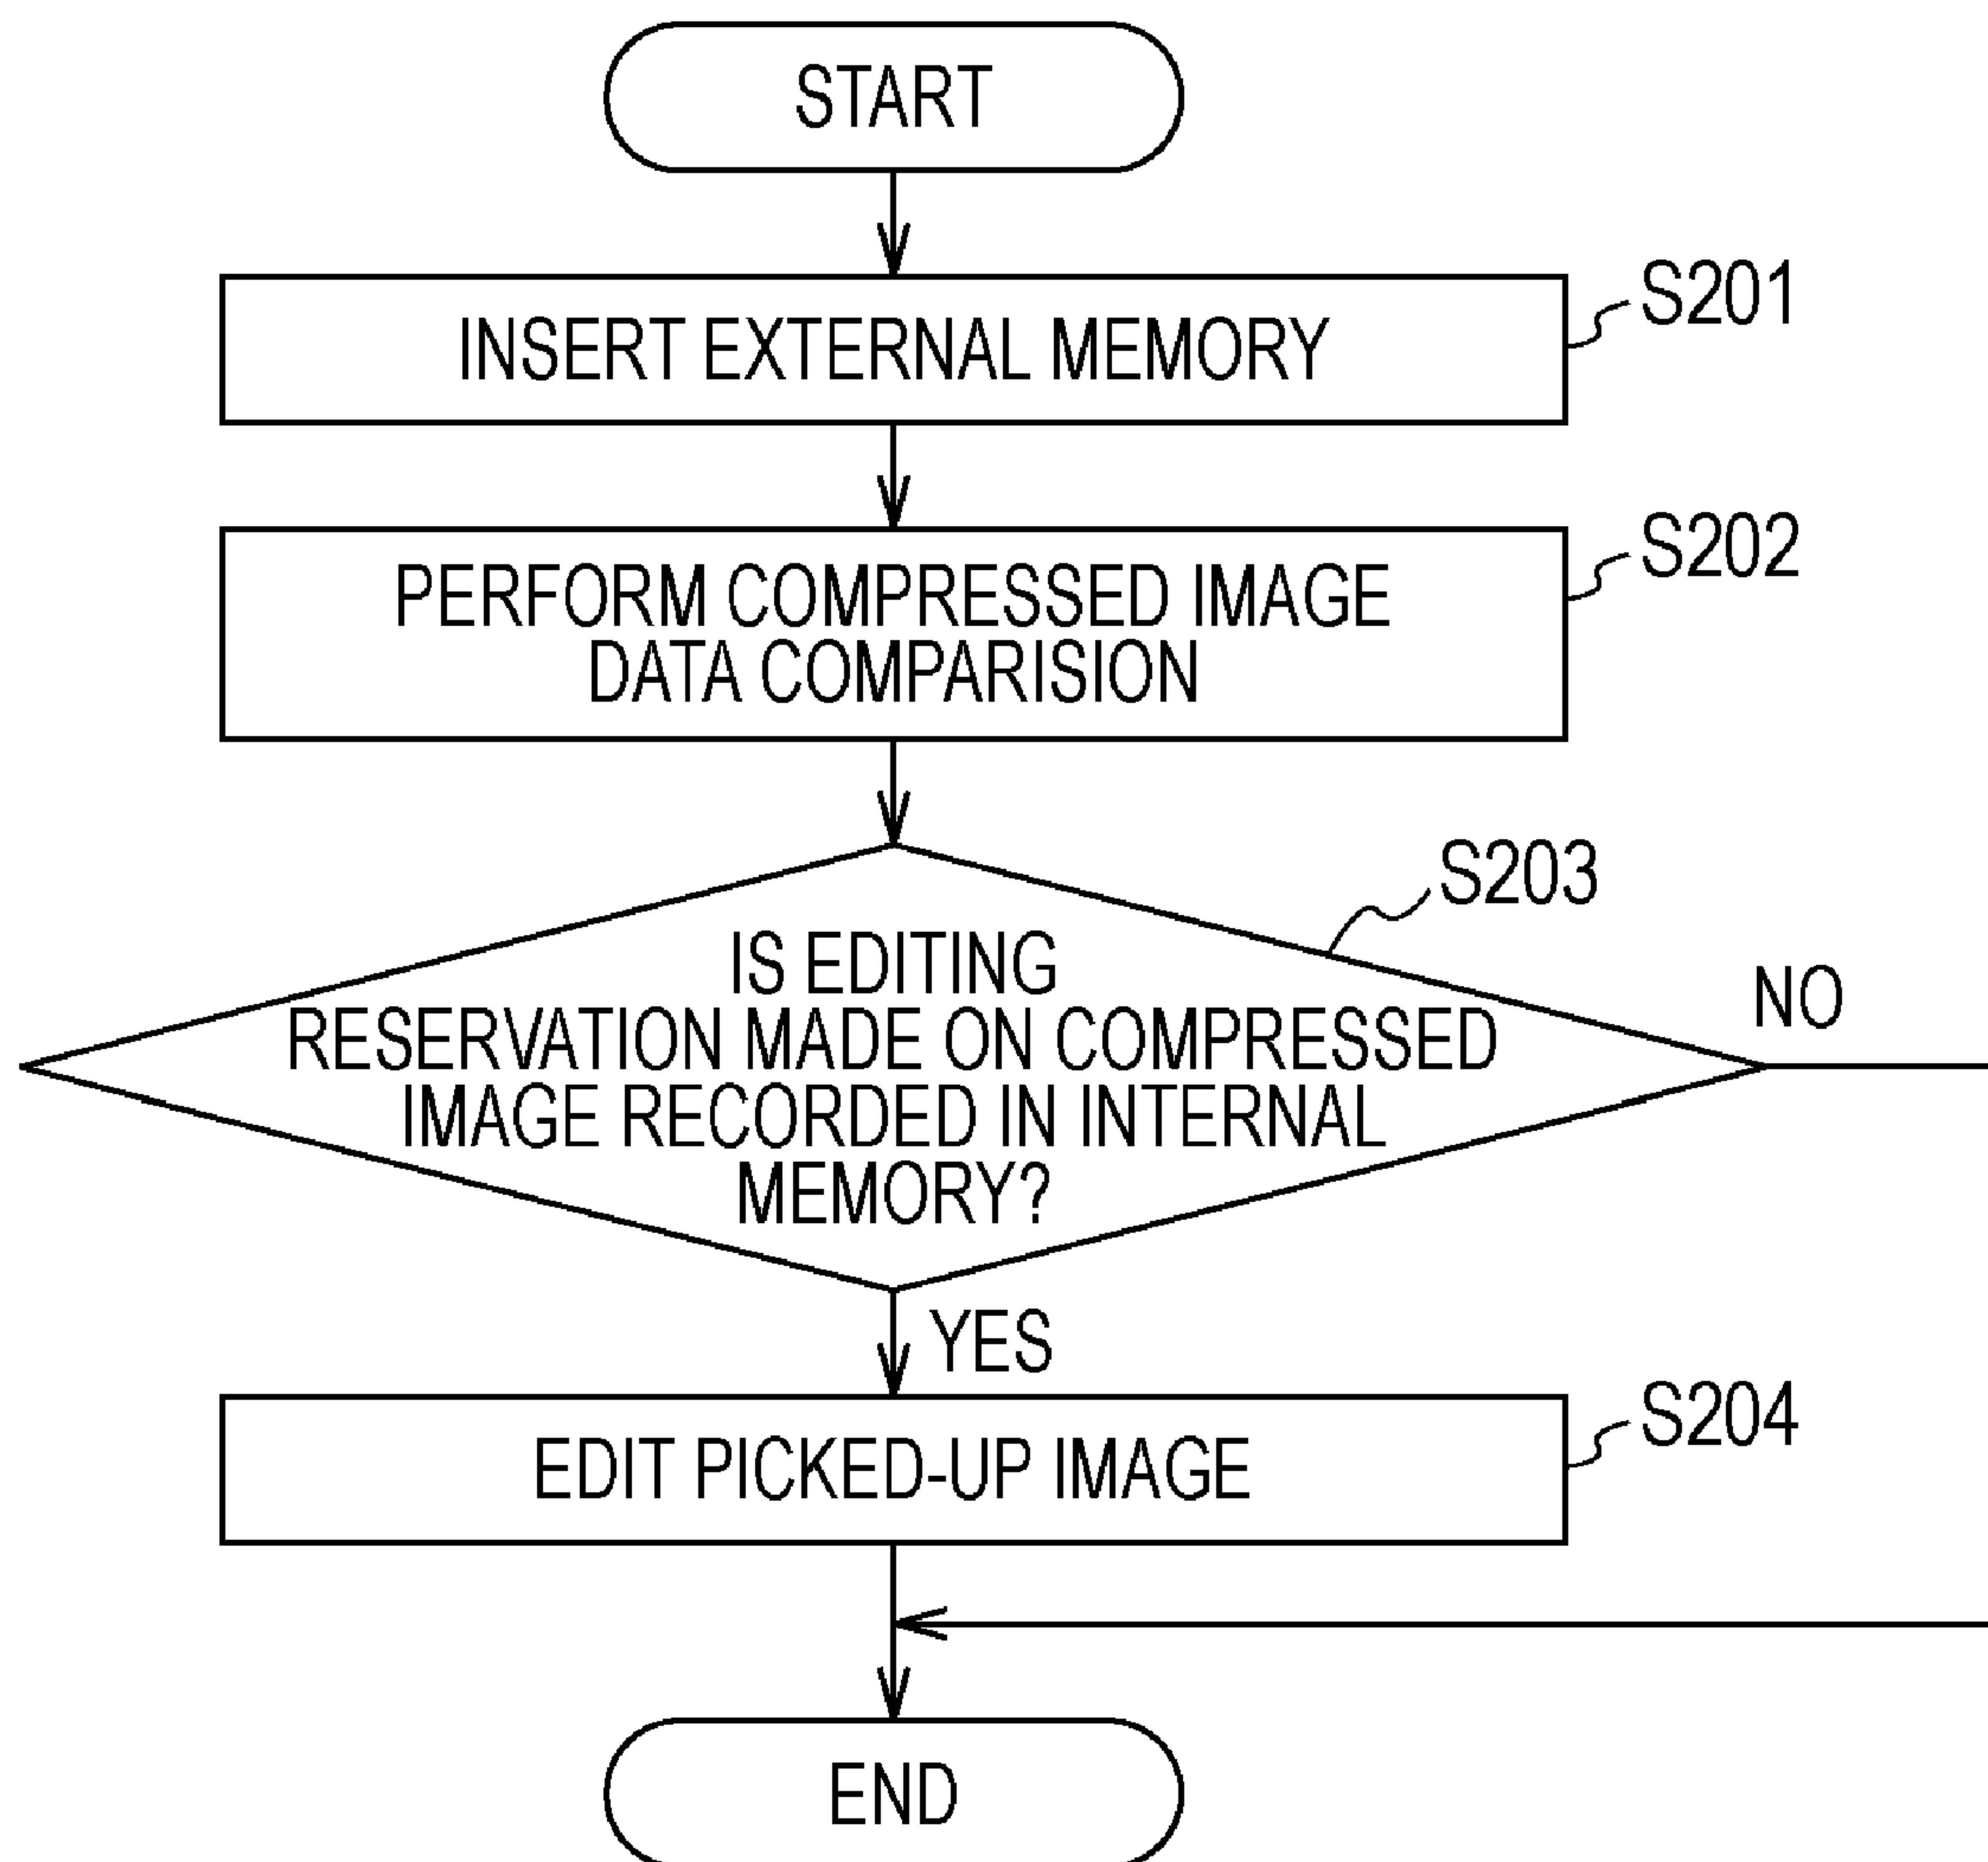 START
INSERT EXTERNAL MEMORY
S201
PERFORM COMPRESSED IMAGE
DATA COMPARISION
S202
S203
IS EDITING
RESERVATION MADE ON COMPRESSED
IMAGE RECORDED IN INTERNAL
MEMORY?
NO
YES
EDIT PICKED-UP IMAGE
S204
END